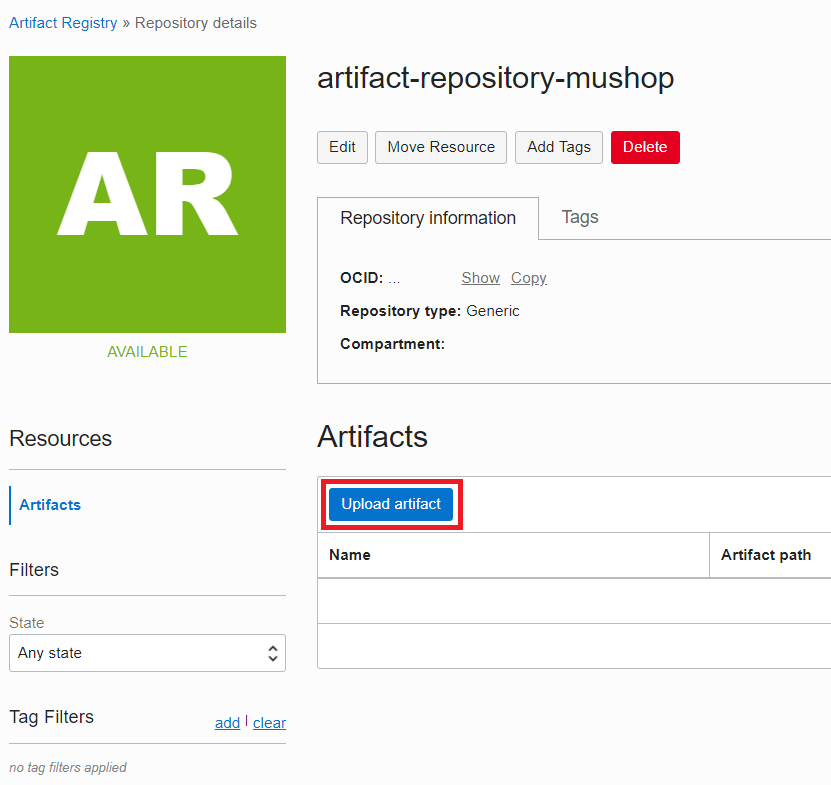 Artifact Registry » Repository details
AR
AVAILABLE
artifact-repository-mushop
Edit Move Resource Add Tags Delete
Repository information Tags
OCID: ... Show Copy
Repository type: Generic
Compartment:
Resources
Artifacts
Filters
State
Any state
Tag Filters add | clear
no tag filters applied
Artifacts
Upload artifact
Name Artifact path